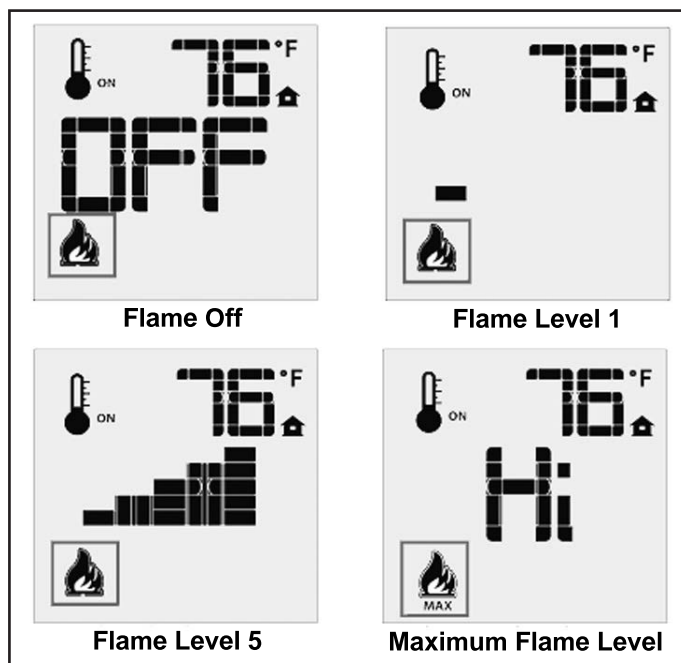 76 °F
ON
OFF
Flame Off
76 °F
ON
Flame Level 1
76 °F
ON
Flame Level 5
76 °F
ON
Hi
MAX
Maximum Flame Level